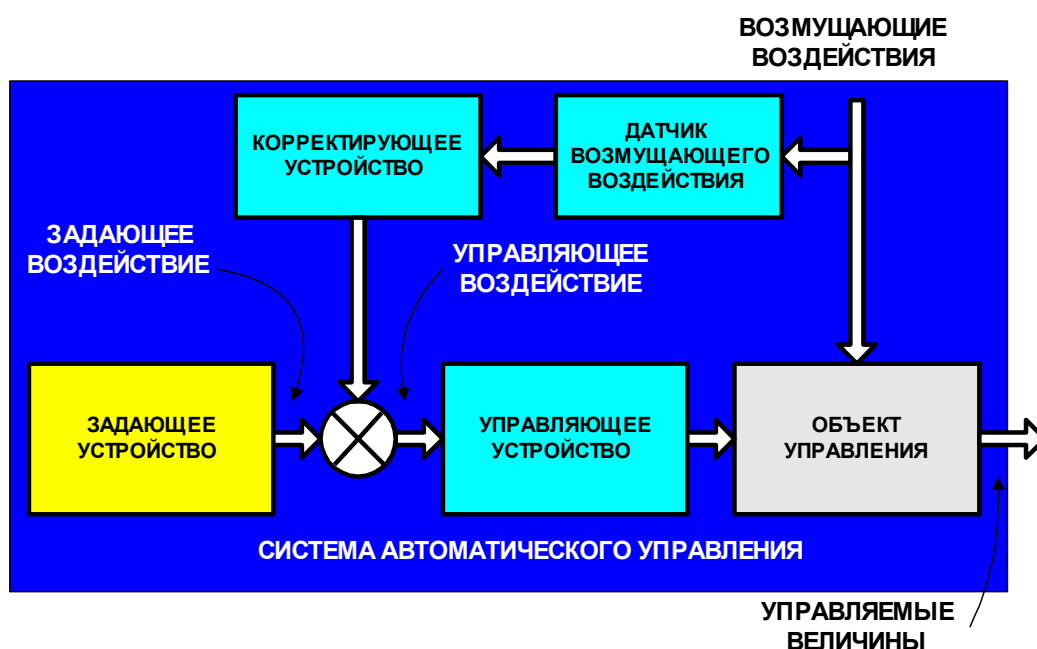 ВОЗМУЩАЮЩИЕ
ВОЗДЕЙСТВИЯ
КОРРЕКТИРУЮЩЕЕ
УСТРОЙСТВО
ДАТЧИК
ВОЗМУЩАЮЩЕГО
ВОЗДЕЙСТВИЯ
ЗАДАЮЩЕЕ
ВОЗДЕЙСТВИЕ
УПРАВЛЯЮЩЕЕ
ВОЗДЕЙСТВИЕ
ЗАДАЮЩЕЕ
УСТРОЙСТВО
УПРАВЛЯЮЩЕЕ
УСТРОЙСТВО
ОБЪЕКТ
УПРАВЛЕНИЯ
СИСТЕМА АВТОМАТИЧЕСКОГО УПРАВЛЕНИЯ
УПРАВЛЯЕМЫЕ
ВЕЛИЧИНЫ